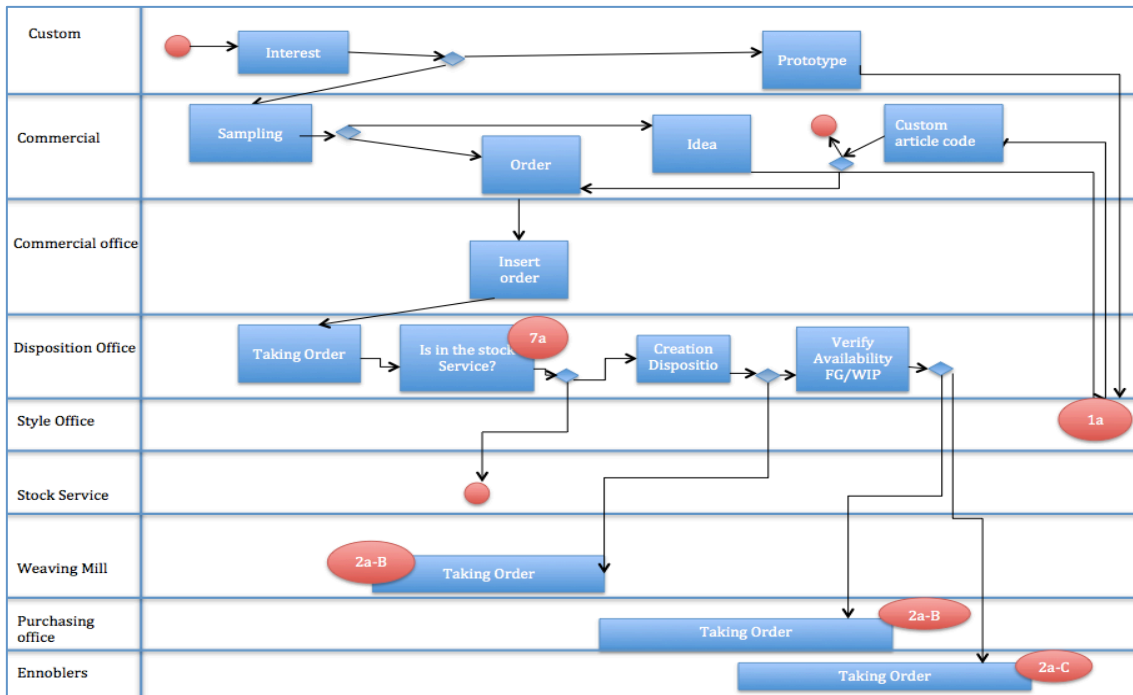 Custom
Interest
Prototype
Commercial
Sampling
Order
Idea
Custom
article code
Commercial office
Insert
order
Disposition Office
Taking Order
Is in the stock
Service?
7a
Creation
Dispositio
Verify
Availability
FG/WIP
Style Office
1a
Stock Service
Weaving Mill
2a-B
Taking Order
Purchasing
office
Taking Order
2a-B
Ennoblers
Taking Order
2a-C